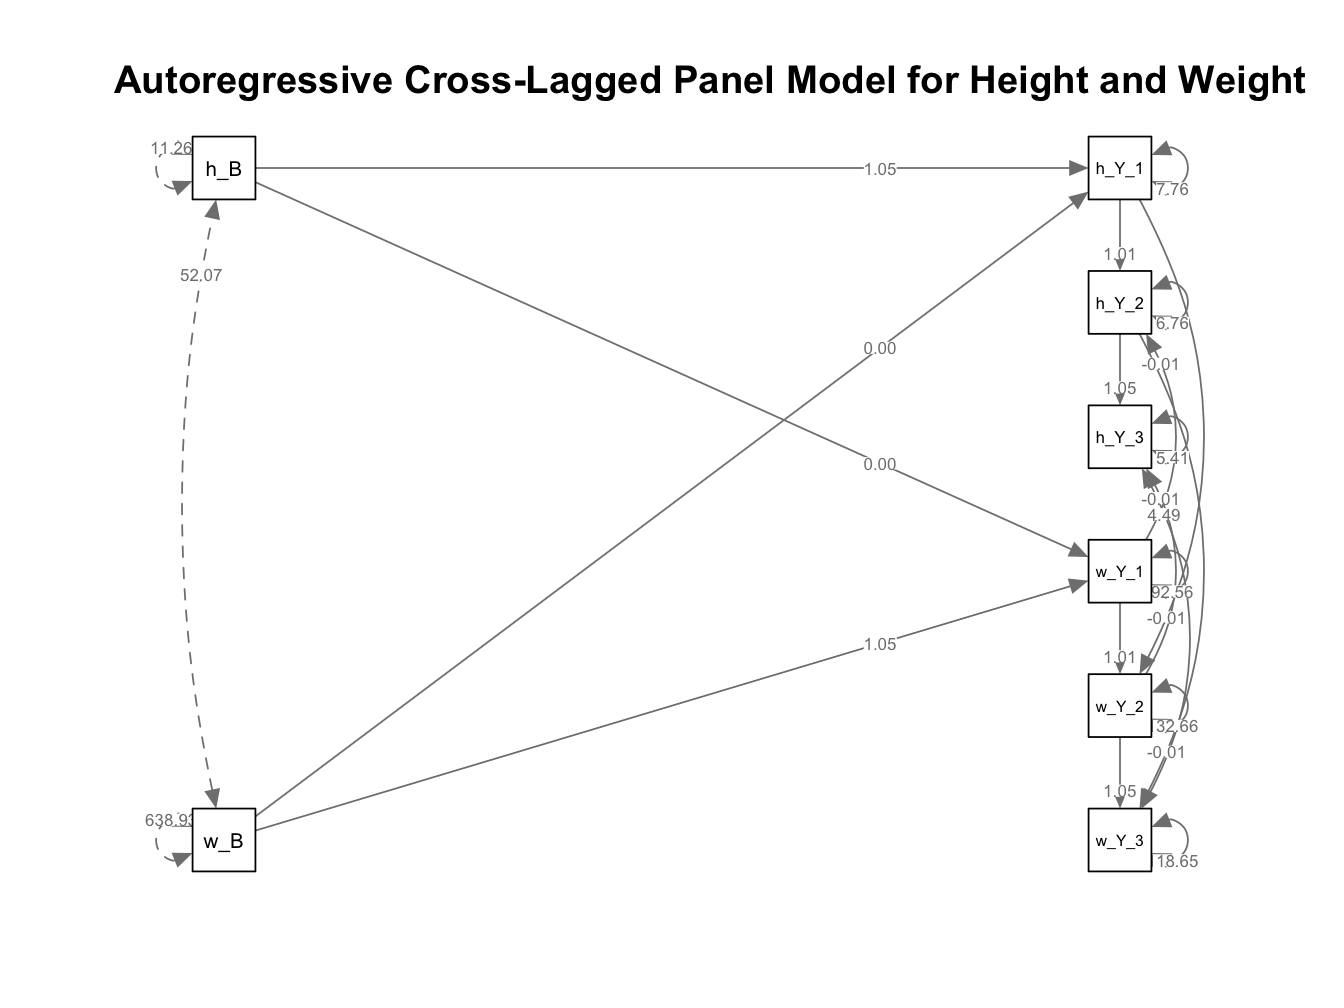 Autoregressive Cross-Lagged Panel Model for Height and Weight
11.26
h_B
1.05
h_Y_1
7.76
1.01
52.07
h_Y_2
6.76
0.00
-0.01
1.05
h_Y_3
5.41
0.00
-0.01
4.49
w_Y_1
92.56
-0.01
1.05
1.01
w_Y_2
32.66
-0.01
1.05
638.93
w_B
w_Y_3
18.65